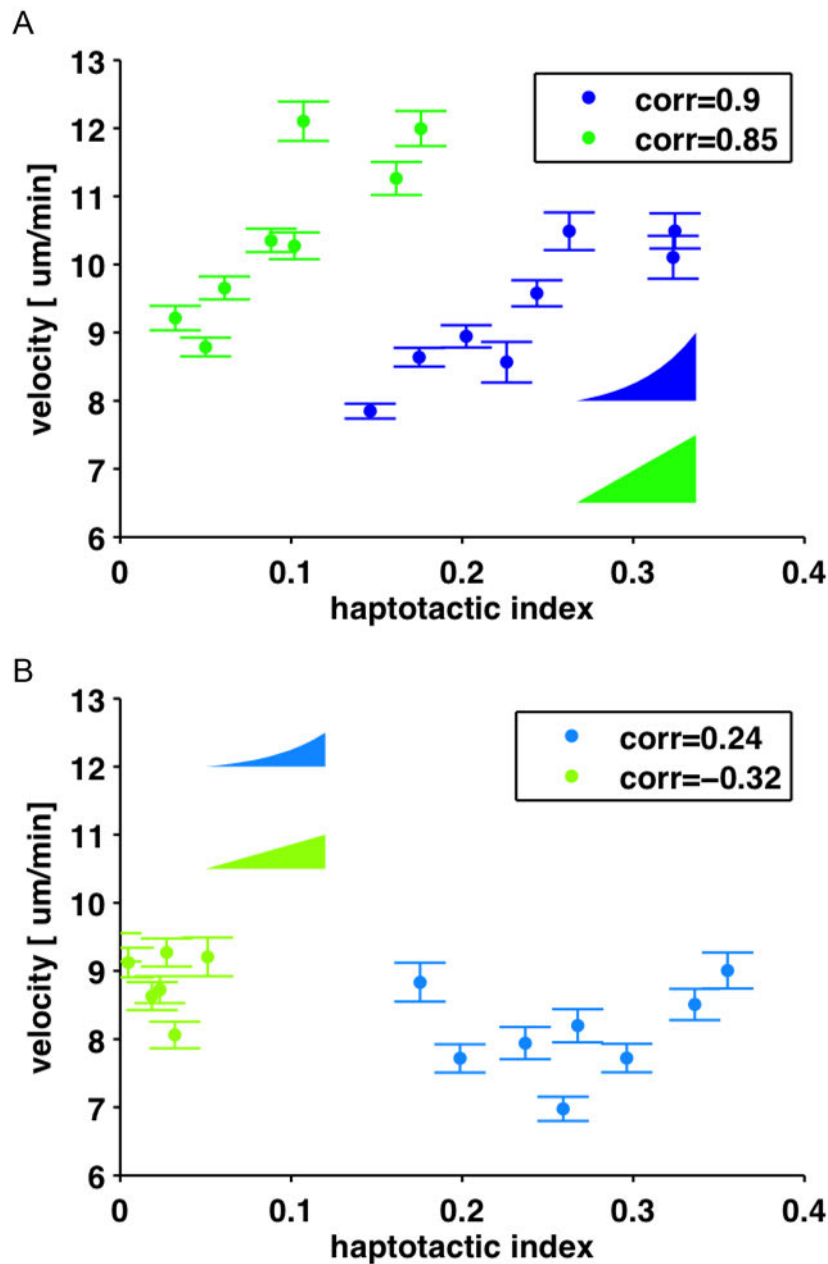 A
13
12
11
10
9
8
7
6
velocity [ um/min]
corr=0.9
corr=0.85
0
0.1
0.2
0.3
0.4
haptotactic index
B
13
12
11
10
9
8
7
6
velocity [ um/min]
corr=0.24
corr=−0.32
0
0.1
0.2
0.3
0.4
haptotactic index